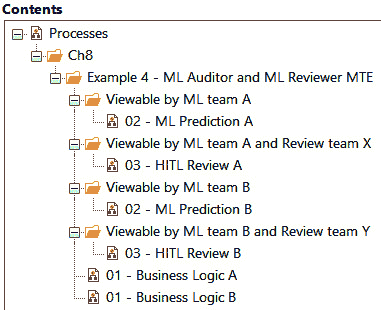 Contents
Processes
Ch8
Example 4 - ML Auditor and ML Reviewer MTE
Viewable by ML team A
02 - ML Prediction A
Viewable by ML team A and Review team X
03 - HITL Review A
Viewable by ML team B
02 - ML Prediction B
Viewable by ML team B and Review team Y
03 - HITL Review B
01 - Business Logic A
01 - Business Logic B